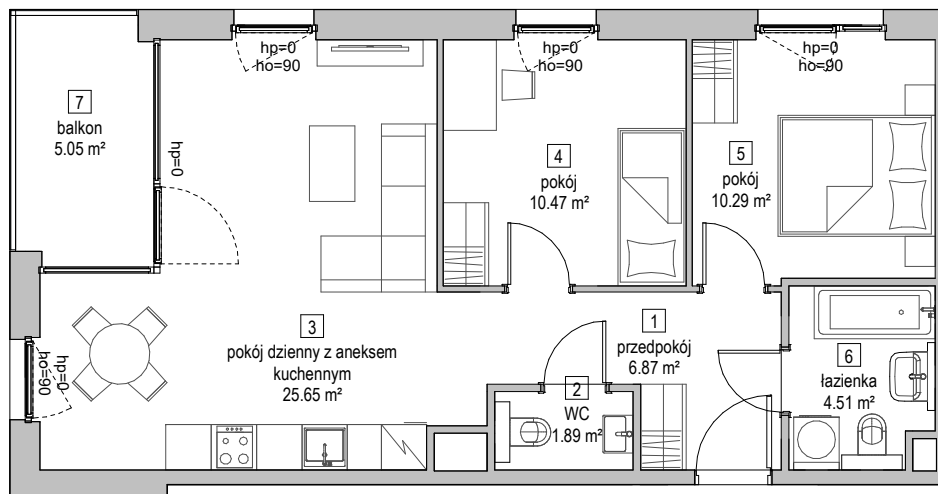 hp=0
ho=90
hp=0
ho=90
hp=0
ho=90
7
balkon
5.05 m²
hp=0
4
pokój
10.47 m²
5
pokój
10.29 m²
3
pokój dzienny z aneksem
kuchennym
25.65 m²
1
przedpokój
6.87 m²
6
łazienka
4.51 m²
hp=0
ho=90
2
WC
1.89 m²